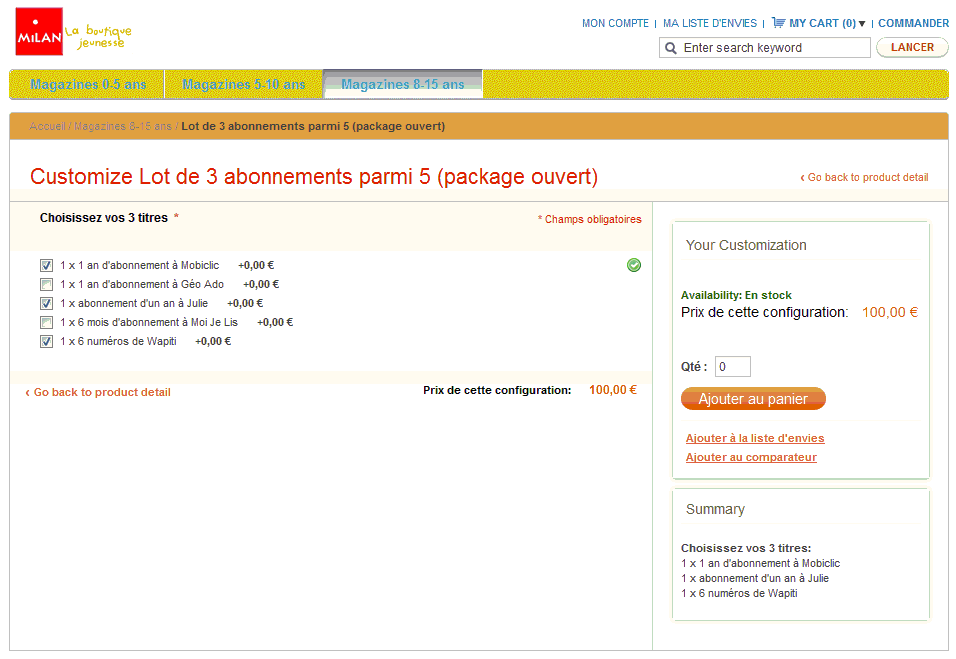 MiLAN La boutique jeunesse
MON COMPTE | MA LISTE D'ENVIES | MY CART (0) | COMMANDER
Enter search keyword LANCER
Magazines 0-5 ans Magazines 5-10 ans Magazines 8-15 ans
Accueil / Magazines 8-15 ans / Lot de 3 abonnements parmi 5 (package ouvert)
Customize Lot de 3 abonnements parmi 5 (package ouvert)
‹ Go back to product detail
Choisissez vos 3 titres *
* Champs obligatoires
1 x 1 an d'abonnement à Mobiclic +0,00 €
1 x 1 an d'abonnement à Géo Ado +0,00 €
1 x abonnement d'un an à Julie +0,00 €
1 x 6 mois d'abonnement à Moi Je Lis +0,00 €
1 x 6 numéros de Wapiti +0,00 €
‹ Go back to product detail
Prix de cette configuration: 100,00 €
Your Customization
Availability: En stock
Prix de cette configuration: 100,00 €
Qté : 0
Ajouter au panier
Ajouter à la liste d'envies
Ajouter au comparateur
Summary
Choisissez vos 3 titres:
1 x 1 an d'abonnement à Mobiclic
1 x abonnement d'un an à Julie
1 x 6 numéros de Wapiti